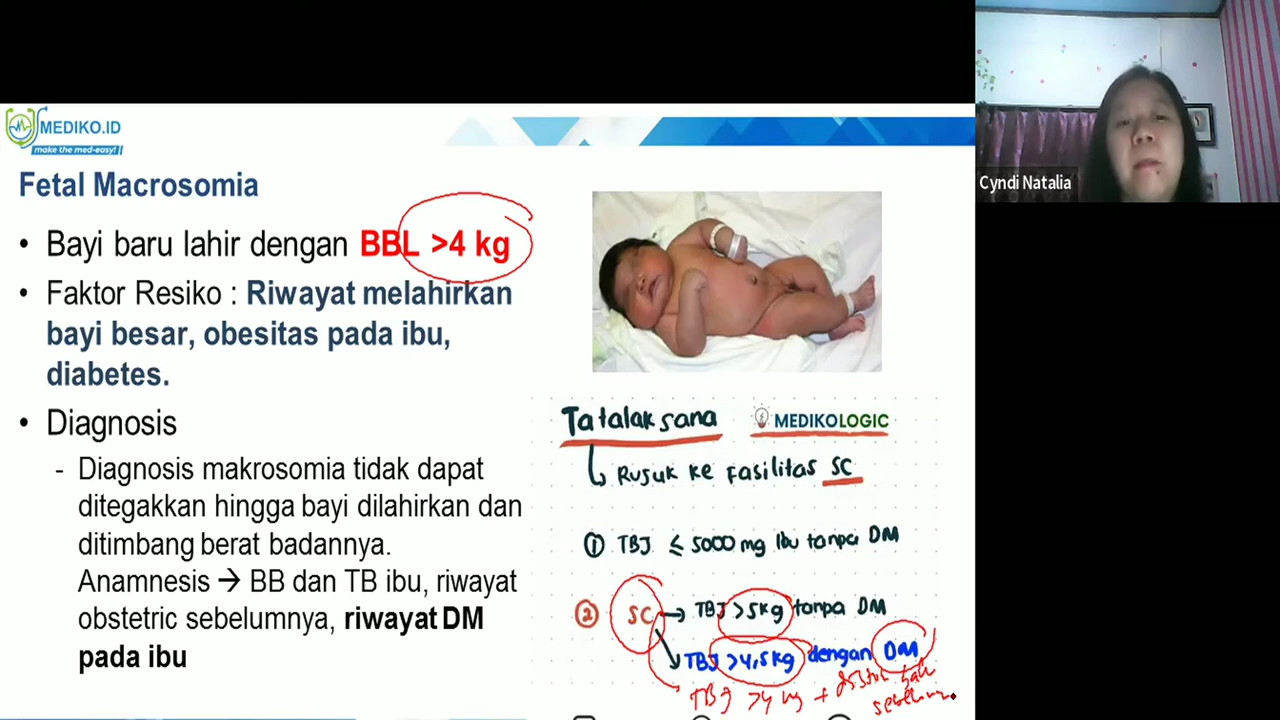 MEDIKO.ID
make the med-easy!
Fetal Macrosomia
• Bayi baru lahir dengan BBL >4 kg
• Faktor Resiko : Riwayat melahirkan
bayi besar, obesitas pada ibu,
diabetes.
• Diagnosis
- Diagnosis makrosomia tidak dapat
ditegakkan hingga bayi dilahirkan dan
ditimbang berat badannya.
Anamnesis → BB dan TB ibu, riwayat
obstetric sebelumnya, riwayat DM
pada ibu
Tatalaksana
MEDIKOLOGIC
Rujuk ke Fasilitas SC
① TBJ ≤ 5000 mg Ibu tanpa DM
② SC → TBJ >5kg tanpa DM
TBJ >4,5kg dengan DM
TBJ >4 kg +
Cyndi Natalia